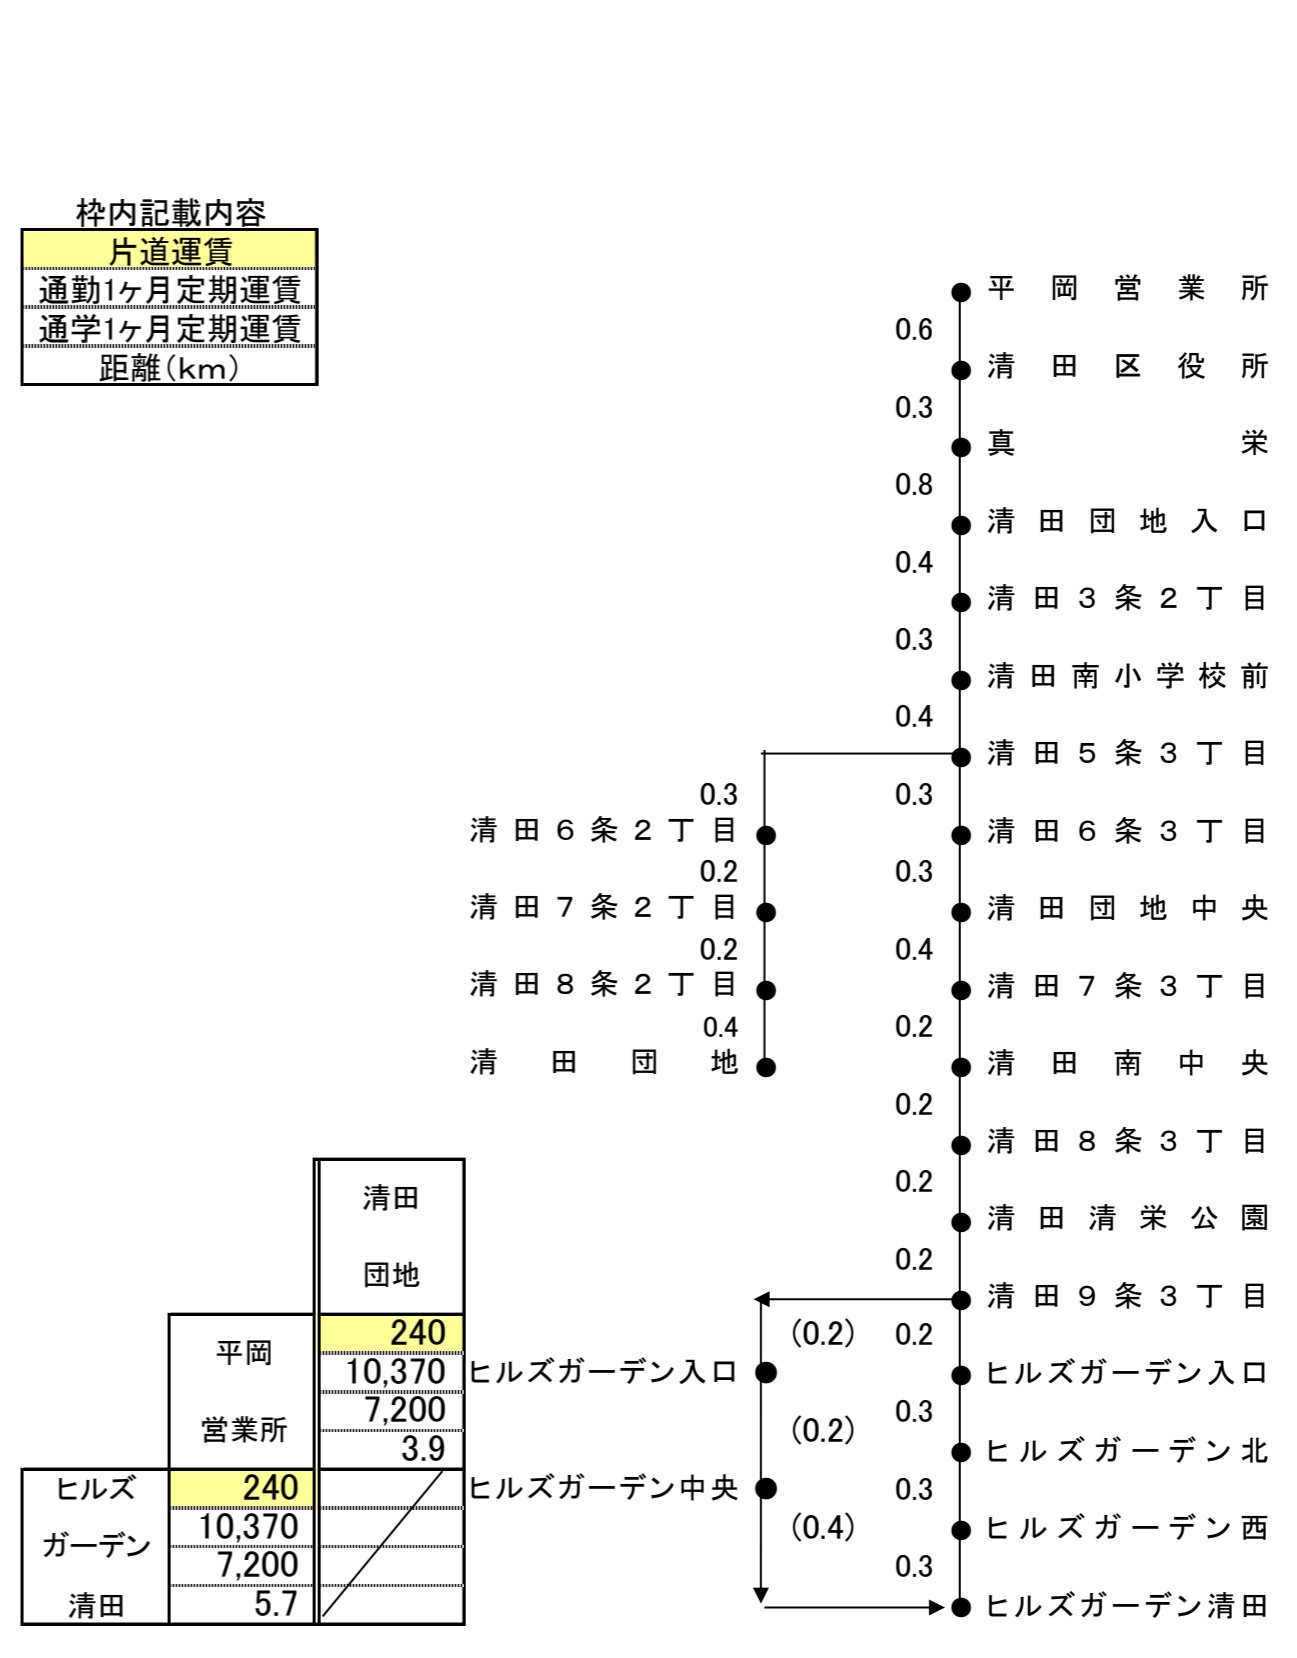 枠内記載内容
片道運賃
通勤1ヶ月定期運賃
通学1ヶ月定期運賃
距離(km)
平岡営業所
0.6
清田区役所
0.3
真栄
0.8
清田団地入口
0.4
清田3条2丁目
0.3
清田南小学校前
0.4
清田5条3丁目
0.3
清田6条3丁目
0.3
清田団地中央
0.4
清田7条3丁目
0.2
清田南中央
0.2
清田8条3丁目
0.2
清田清栄公園
0.2
清田9条3丁目
0.2
ヒルズガーデン入口
0.3
ヒルズガーデン北
0.3
ヒルズガーデン西
0.3
ヒルズガーデン清田
0.3
清田6条2丁目
0.2
清田7条2丁目
0.2
清田8条2丁目
0.4
清田団地
(0.2)
ヒルズガーデン入口
(0.2)
ヒルズガーデン中央
(0.4)
清田
団地
平岡
営業所
240
10,370
7,200
3.9
ヒルズ
ガーデン
清田
240
10,370
7,200
5.7